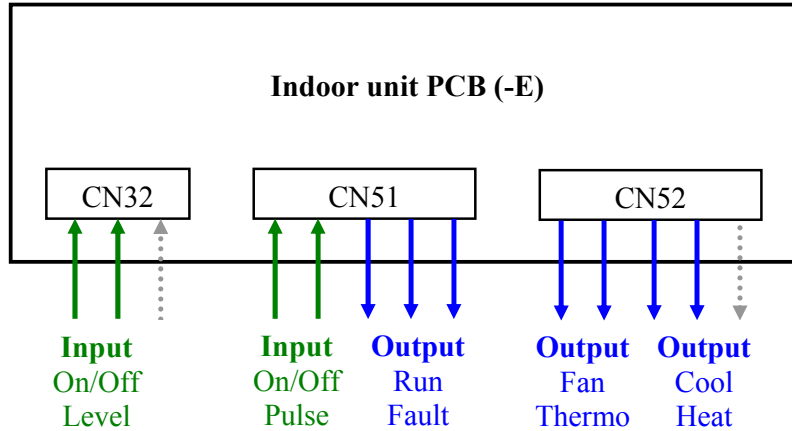 Indoor unit PCB (-E)
CN32
CN51
CN52
Input
On/Off
Level
Input
On/Off
Pulse
Output
Run
Fault
Output
Fan
Thermo
Output
Cool
Heat